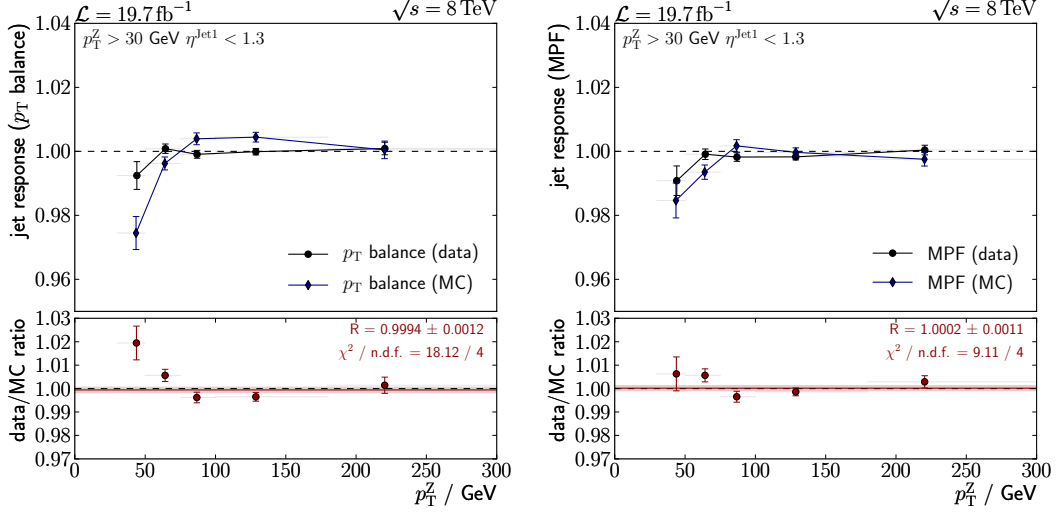 ℒ = 19.7 fb⁻¹ √s = 8 TeV
p_T^Z > 30 GeV η^Jet1 < 1.3
jet response (p_T balance)
1.04
1.02
1.00
0.98
0.96
p_T balance (data)
p_T balance (MC)
data/MC ratio
1.03
1.02
1.01
1.00
0.99
0.98
0.97
R = 0.9994 ± 0.0012
χ² / n.d.f. = 18.12 / 4
0 50 100 150 200 250 300
p_T^Z / GeV
ℒ = 19.7 fb⁻¹ √s = 8 TeV
p_T^Z > 30 GeV η^Jet1 < 1.3
jet response (MPF)
1.04
1.02
1.00
0.98
0.96
MPF (data)
MPF (MC)
data/MC ratio
1.03
1.02
1.01
1.00
0.99
0.98
0.97
R = 1.0002 ± 0.0011
χ² / n.d.f. = 9.11 / 4
0 50 100 150 200 250 300
p_T^Z / GeV